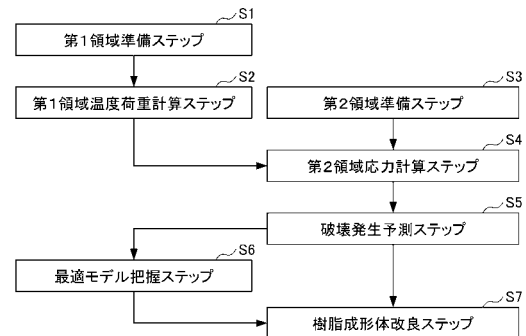 S1
第1領域準備ステップ
S2
第1領域温度荷重計算ステップ
S3
第2領域準備ステップ
S4
第2領域応力計算ステップ
S5
破壊発生予測ステップ
S6
最適モデル把握ステップ
S7
樹脂成形体改良ステップ